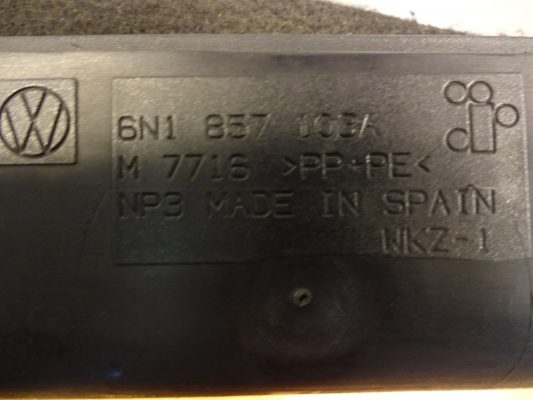 6N1 857 103A
M 7716 >PP+PE<
NP3 MADE IN SPAIN
WKZ-1